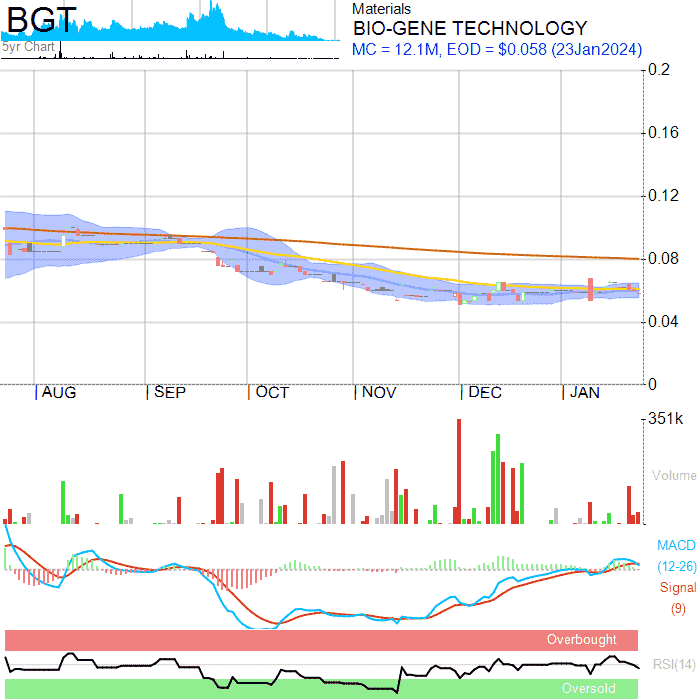 BGT
5yr Chart
Materials
BIO-GENE TECHNOLOGY
MC = 12.1M, EOD = $0.058 (23Jan2024)
0.2
0.16
0.12
0.08
0.04
0
AUG SEP OCT NOV DEC JAN
351k
Volume
MACD
(12-26)
Signal
(9)
Overbought
RSI(14)
Oversold